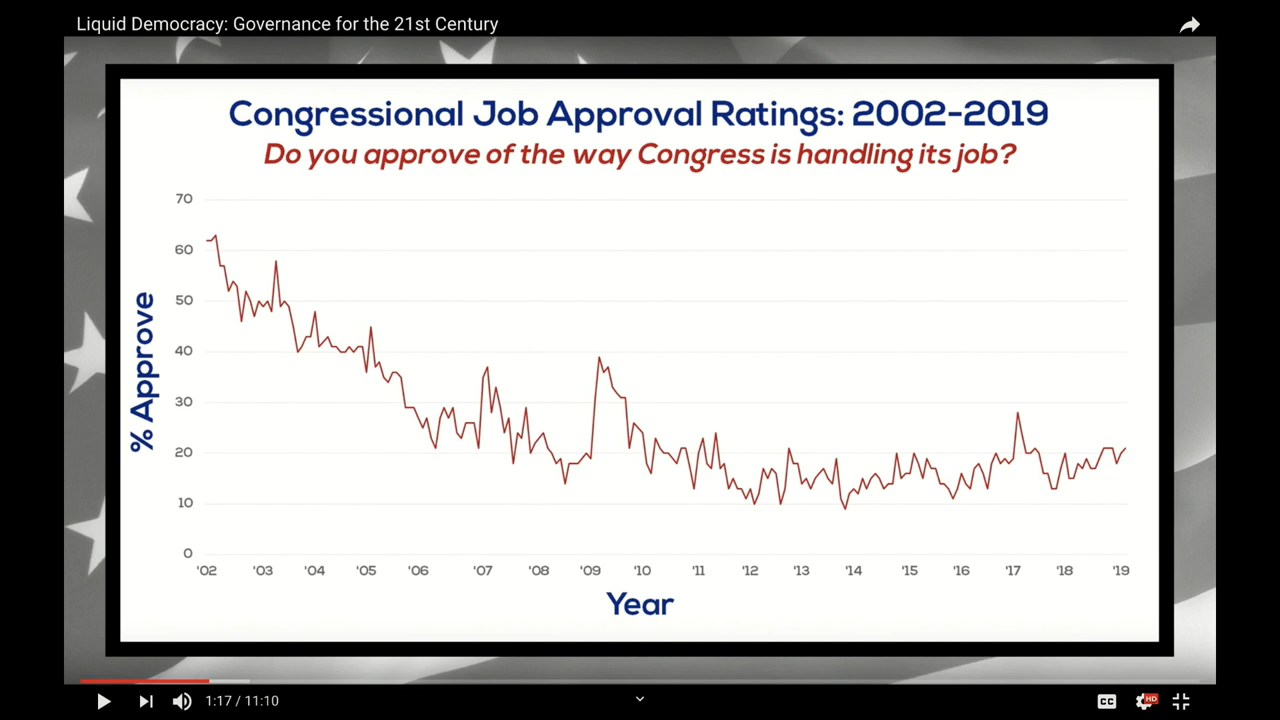 Liquid Democracy: Governance for the 21st Century
Congressional Job Approval Ratings: 2002-2019
Do you approve of the way Congress is handling its job?
% Approve
70
60
50
40
30
20
10
0
'02 '03 '04 '05 '06 '07 '08 '09 '10 '11 '12 '13 '14 '15 '16 '17 '18 '19
Year
1:17 / 11:10
CC
HD